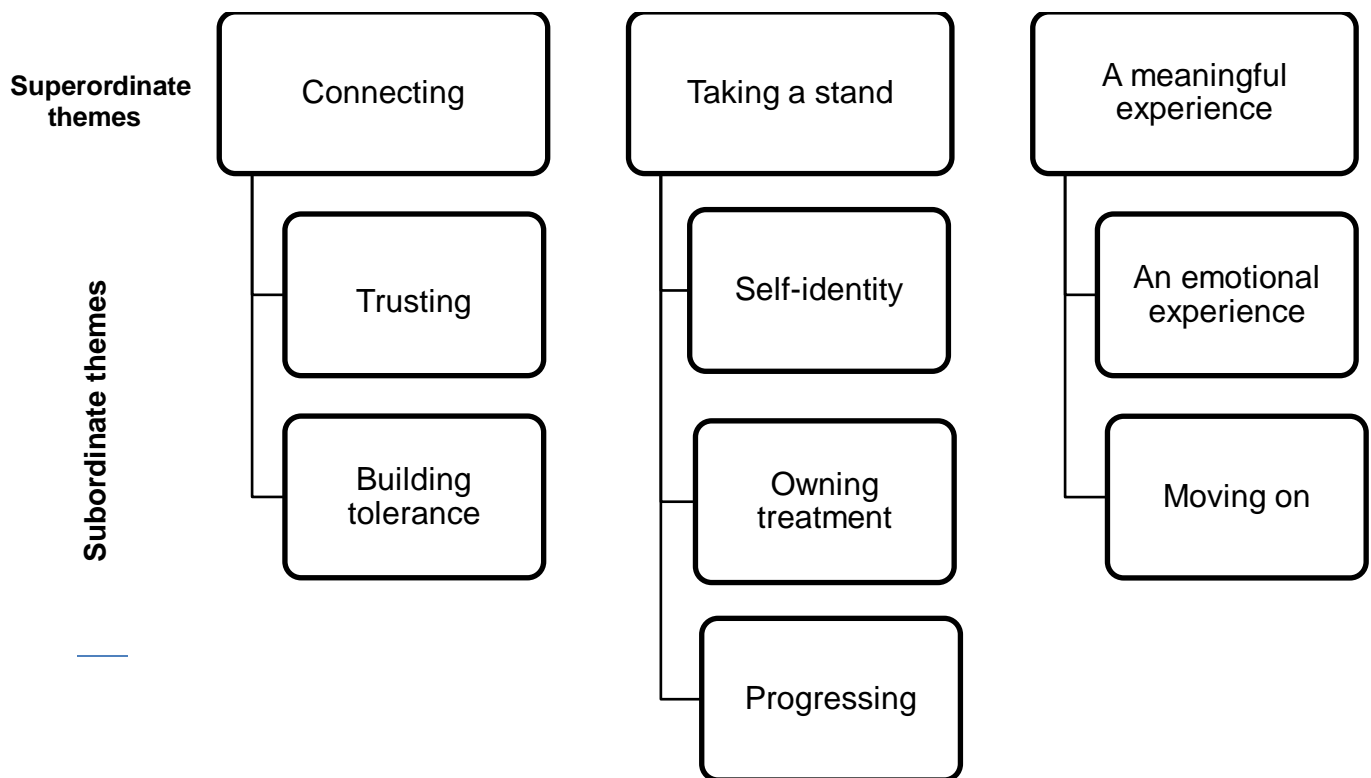 Superordinate
themes
Connecting
Taking a stand
A meaningful
experience
Subordinate themes
Trusting
Self-identity
An emotional
experience
Building
tolerance
Owning
treatment
Moving on
Progressing